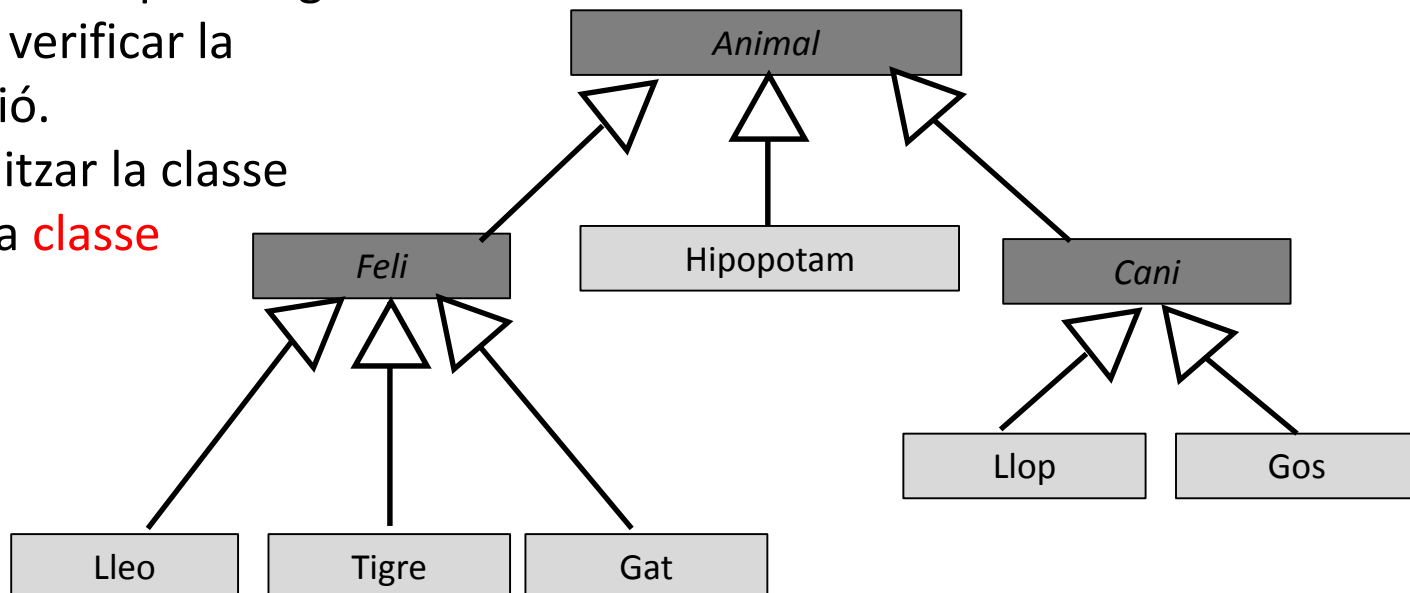 verificar la
ió.
itzar la classe
a classe
Animal
Feli
Hipopotam
Cani
Llop
Gos
Lleo
Tigre
Gat